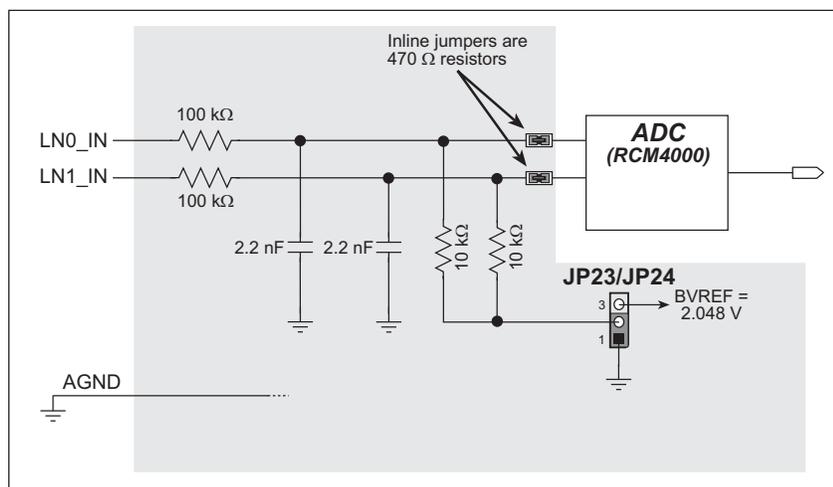 Inline jumpers are
470 Ω resistors
100 kΩ
LN0_IN
LN1_IN
100 kΩ
ADC
(RCM4000)
2.2 nF
2.2 nF
10 kΩ
10 kΩ
JP23/JP24
3
BVREF =
2.048 V
1
AGND